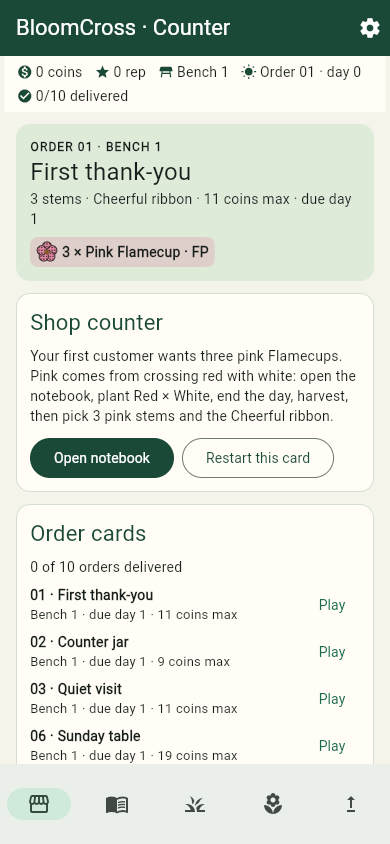 BloomCross · Counter
0 coins 0 rep Bench 1 Order 01 · day 0
0/10 delivered
ORDER 01 · BENCH 1
First thank-you
3 stems · Cheerful ribbon · 11 coins max · due day
1
3 × Pink Flamecup · FP
Shop counter
Your first customer wants three pink Flamecups.
Pink comes from crossing red with white: open the
notebook, plant Red × White, end the day, harvest,
then pick 3 pink stems and the Cheerful ribbon.
Open notebook Restart this card
Order cards
0 of 10 orders delivered
01 · First thank-you
Bench 1 · due day 1 · 11 coins max
Play
02 · Counter jar
Bench 1 · due day 1 · 9 coins max
Play
03 · Quiet visit
Bench 1 · due day 1 · 11 coins max
Play
06 · Sunday table
Bench 1 · due day 1 · 19 coins max
Play